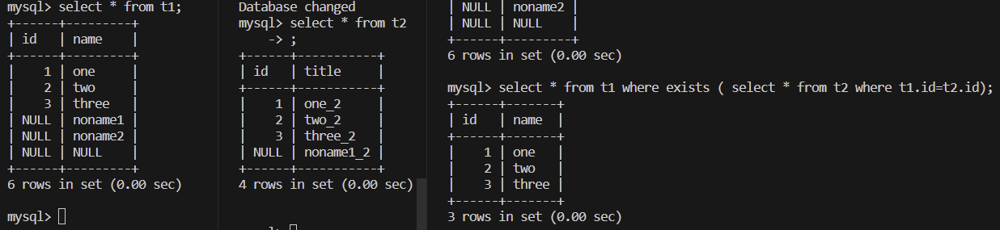 mysql> select * from t1;
+------+---------+
| id   | name    |
+------+---------+
|    1 | one     |
|    2 | two     |
|    3 | three   |
| NULL | noname1 |
| NULL | noname2 |
| NULL | NULL    |
+------+---------+
6 rows in set (0.00 sec)
mysql>
Database changed
mysql> select * from t2
    -> ;
+------+-----------+
| id   | title     |
+------+-----------+
|    1 | one_2     |
|    2 | two_2     |
|    3 | three_2   |
| NULL | noname1_2 |
+------+-----------+
4 rows in set (0.00 sec)
| NULL | noname2 |
| NULL | NULL    |
+------+---------+
6 rows in set (0.00 sec)
mysql> select * from t1 where exists ( select * from t2 where t1.id=t2.id);
+------+-------+
| id   | name  |
+------+-------+
|    1 | one   |
|    2 | two   |
|    3 | three |
+------+-------+
3 rows in set (0.00 sec)